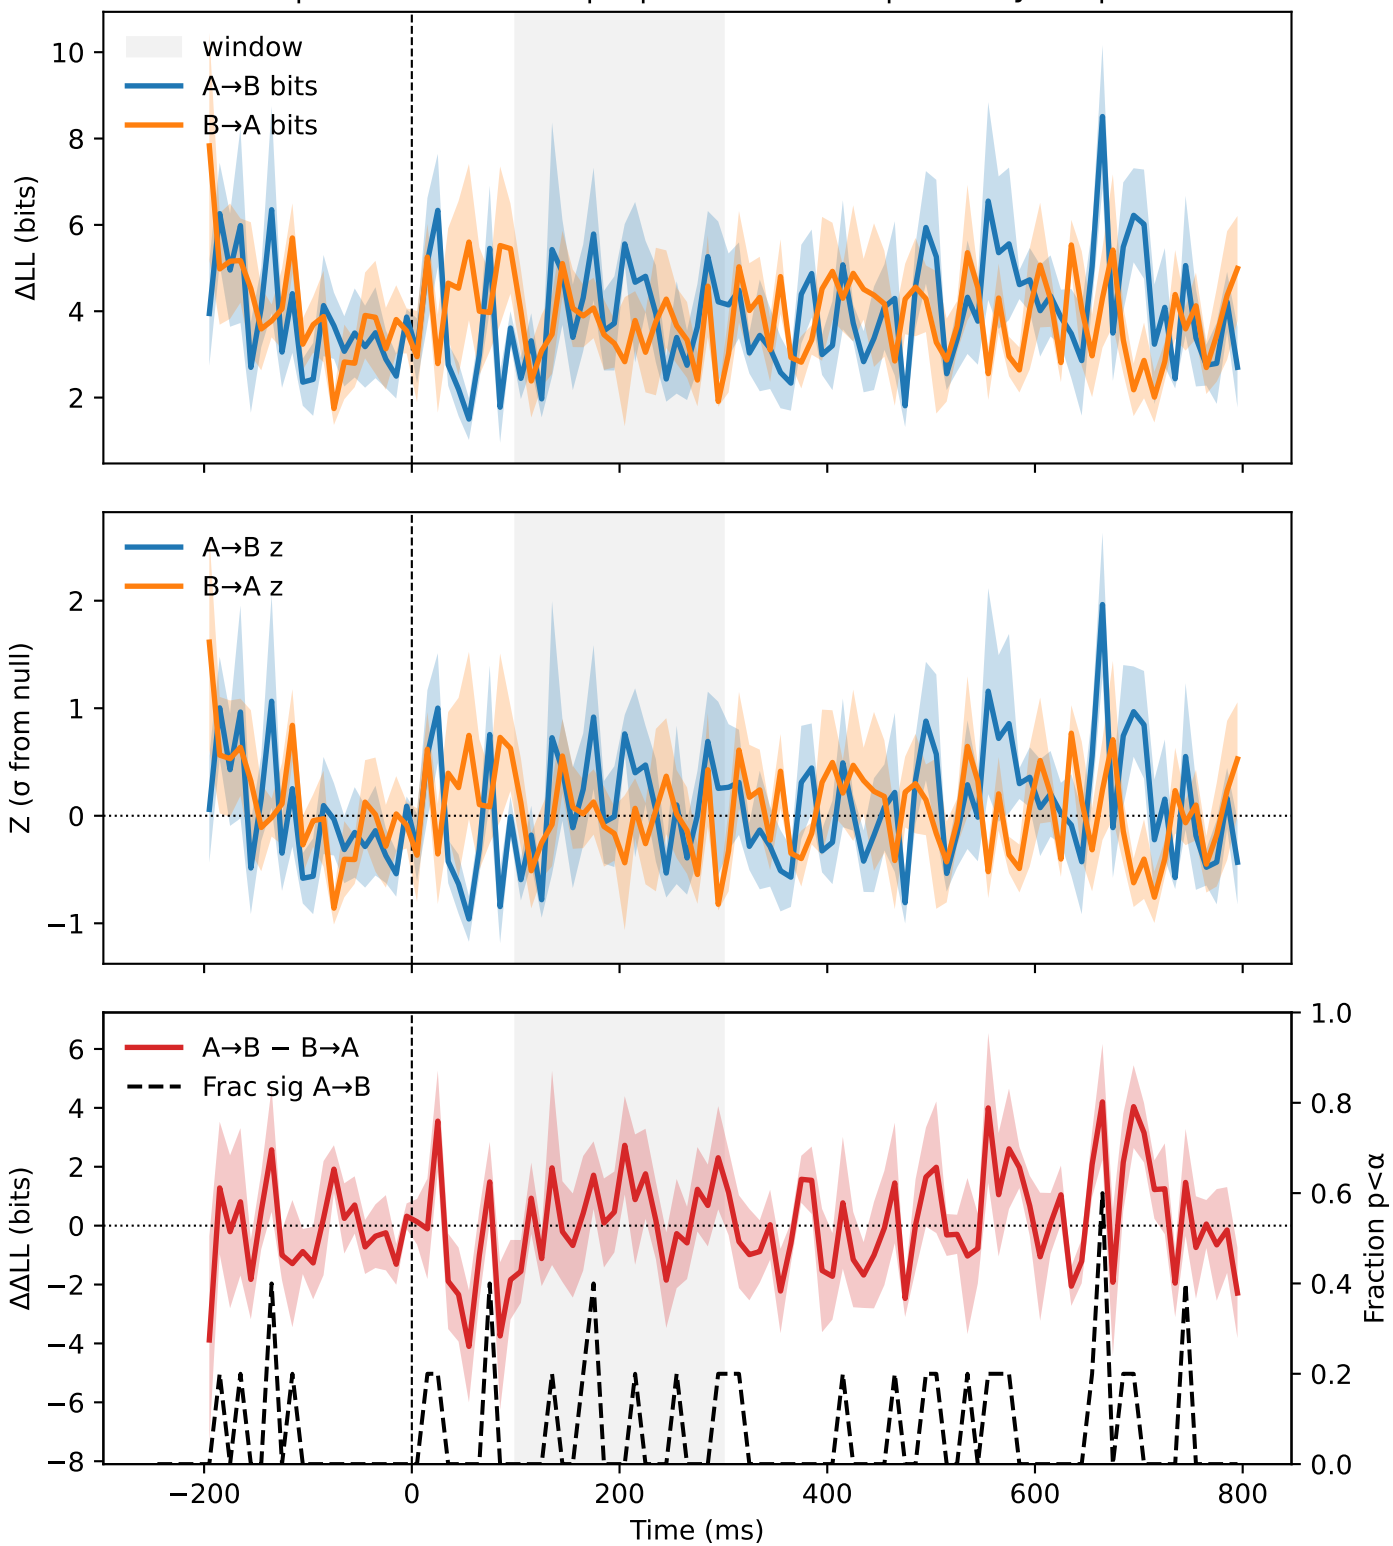 10
8
6
4
2
ΔLL (bits)
window
A→B bits
B→A bits
2
1
0
−1
Z (σ from null)
A→B z
B→A z
6
4
2
0
−2
−4
−6
−8
ΔΔLL (bits)
A→B − B→A
Frac sig A→B
1.0
0.8
0.6
0.4
0.2
0.0
Fraction p<α
−200 0 200 400 600 800
Time (ms)